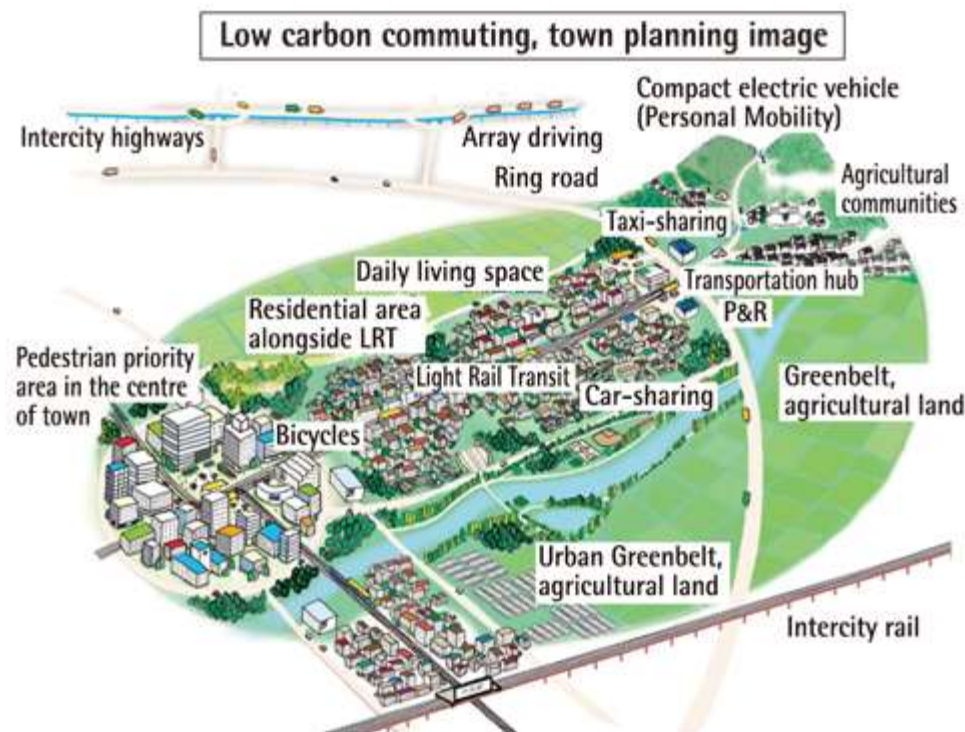 Low carbon commuting, town planning image
Compact electric vehicle
(Personal Mobility)
Intercity highways
Array driving
Ring road
Agricultural
communities
Taxi-sharing
Daily living space
Transportation hub
P&R
Residential area
alongside LRT
Pedestrian priority
area in the centre
of town
Light Rail Transit
Car-sharing
Greenbelt,
agricultural land
Bicycles
Urban Greenbelt,
agricultural land
Intercity rail